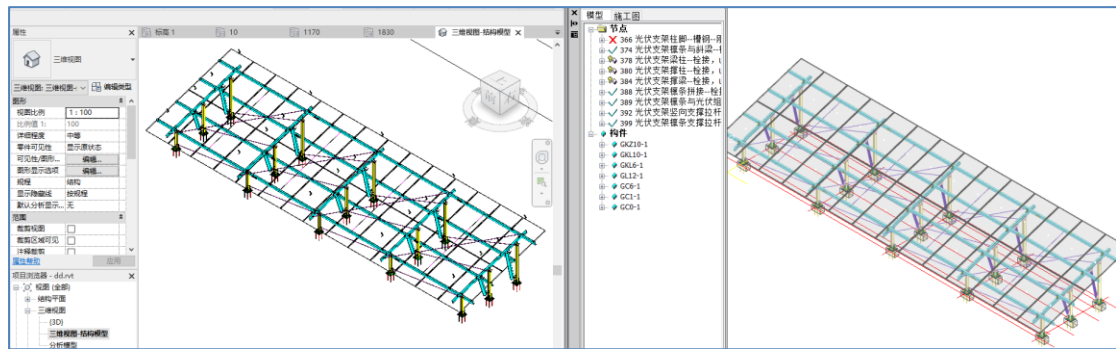 属性
三维视图
三维视图: 三维视图-
编辑类型
图形
视图比例 1 : 100
比例值 1: 100
详细程度 中等
零件可见性 显示原状态
可见性/图形... 编辑...
图形显示选项 编辑...
规程 结构
显示隐藏线 按规程
默认分析显示... 无
范围
裁剪视图
裁剪区域可见
注释裁剪
属性帮助 应用
项目浏览器 - dd.rvt
视图 (全部)
结构平面
三维视图
{3D}
三维视图-结构模型
分析模型
标高 1
10
1170
1830
三维视图-结构模型
模型 施工图
节点
366 光伏支架柱脚--槽钢--
374 光伏支架檩条与斜梁--
378 光伏支架梁柱--栓接,
380 光伏支架撑柱--栓接,
384 光伏支架撑梁--栓接,
388 光伏支架檩条拼接--栓
389 光伏支架檩条与光伏组
392 光伏支架竖向支撑拉杆
399 光伏支架檩条支撑拉杆
构件
GKZ10-1
GKL10-1
GKL6-1
GL12-1
GC6-1
GC1-1
GC0-1